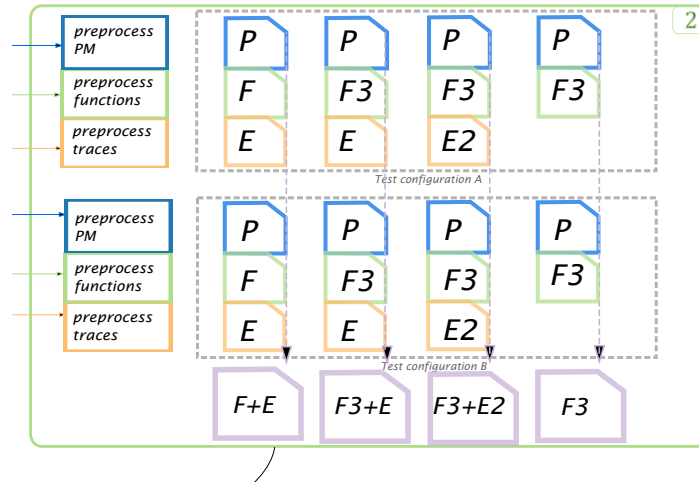 2
preprocess
PM
preprocess
functions
preprocess
traces
P P P P
F F3 F3 F3
E E E2
Test configuration A
preprocess
PM
preprocess
functions
preprocess
traces
P P P P
F F3 F3 F3
E E E2
Test configuration B
F+E F3+E F3+E2 F3